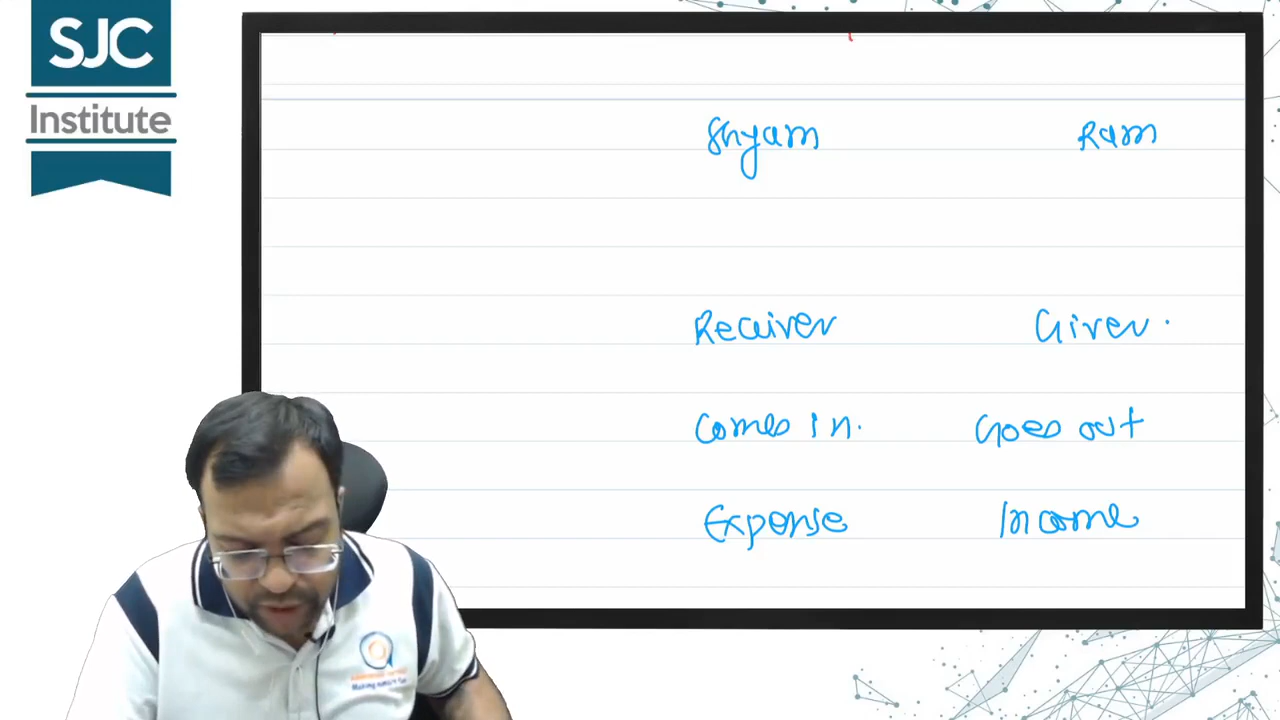 SJC
Institute
Shyam Ram
Receiver Giver.
Comes in. Goes out
Expense Income